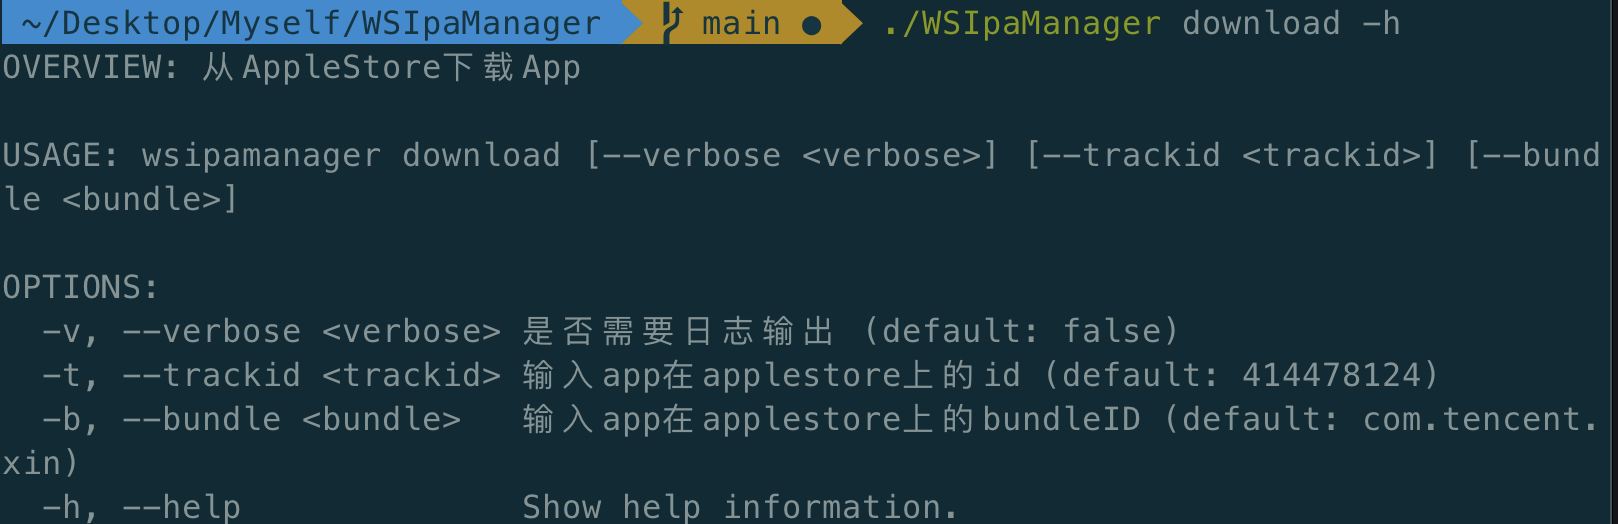 ~/Desktop/Myself/WSIpaManager main ● ./WSIpaManager download -h
OVERVIEW: 从AppleStore下载App
USAGE: wsipamanager download [--verbose <verbose>] [--trackid <trackid>] [--bund
le <bundle>]
OPTIONS:
-v, --verbose <verbose> 是否需要日志输出 (default: false)
-t, --trackid <trackid> 输入app在applestore上的id (default: 414478124)
-b, --bundle <bundle> 输入app在applestore上的bundleID (default: com.tencent.
xin)
-h, --help Show help information.